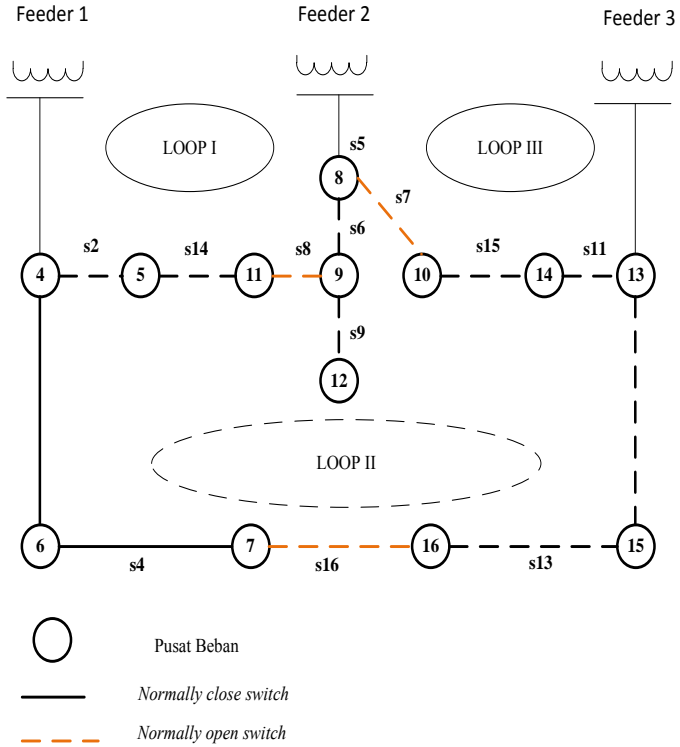 Feeder 1
Feeder 2
Feeder 3
LOOP I
LOOP III
s5
8
s7
s6
s2
s14
s8
s15
s11
4
5
11
9
10
14
13
s9
12
LOOP II
6
7
16
15
s4
s16
s13
Pusat Beban
Normally close switch
Normally open switch